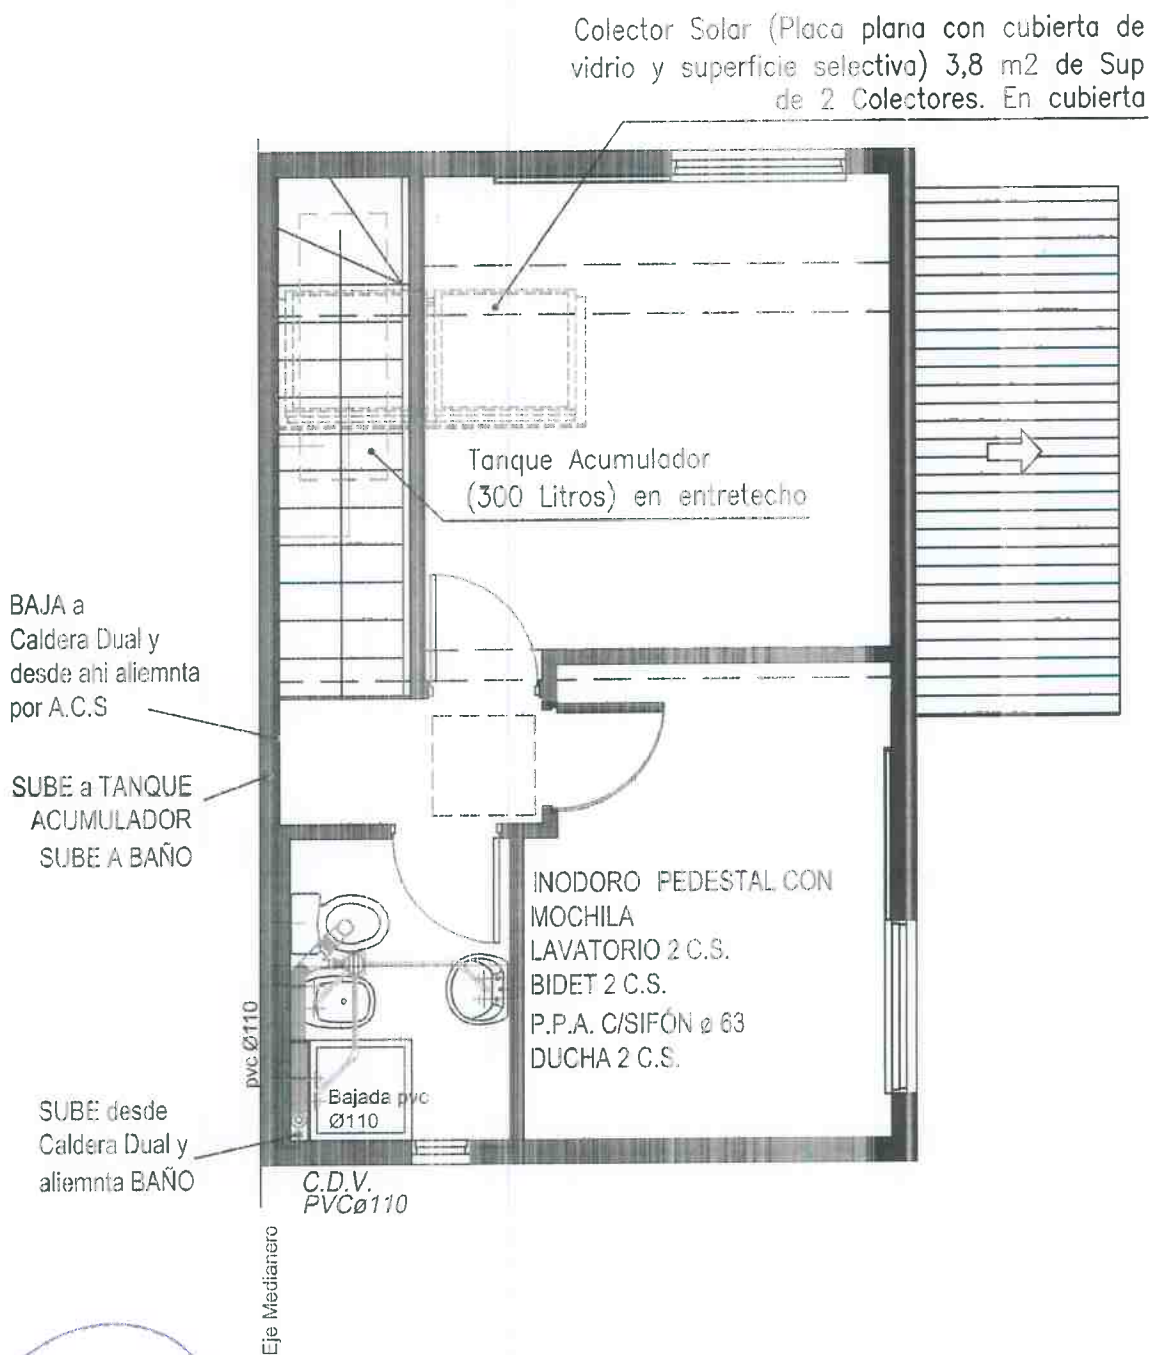 Colector Solar (Placa plana con cubierta de
vidrio y superficie selectiva) 3,8 m2 de Sup
de 2 Colectores. En cubierta
Tanque Acumulador
(300 Litros) en entretecho
BAJA a
Caldera Dual y
desde ahi aliemnta
por A.C.S
SUBE a TANQUE
ACUMULADOR
SUBE A BAÑO
INODORO PEDESTAL CON
MOCHILA
LAVATORIO 2 C.S.
BIDET 2 C.S.
P.P.A. C/SIFÓN ø 63
DUCHA 2 C.S.
pvc Ø110
Bajada pvc
Ø110
SUBE desde
Caldera Dual y
aliemnta BAÑO
C.D.V.
PVCø110
Eje Medianero